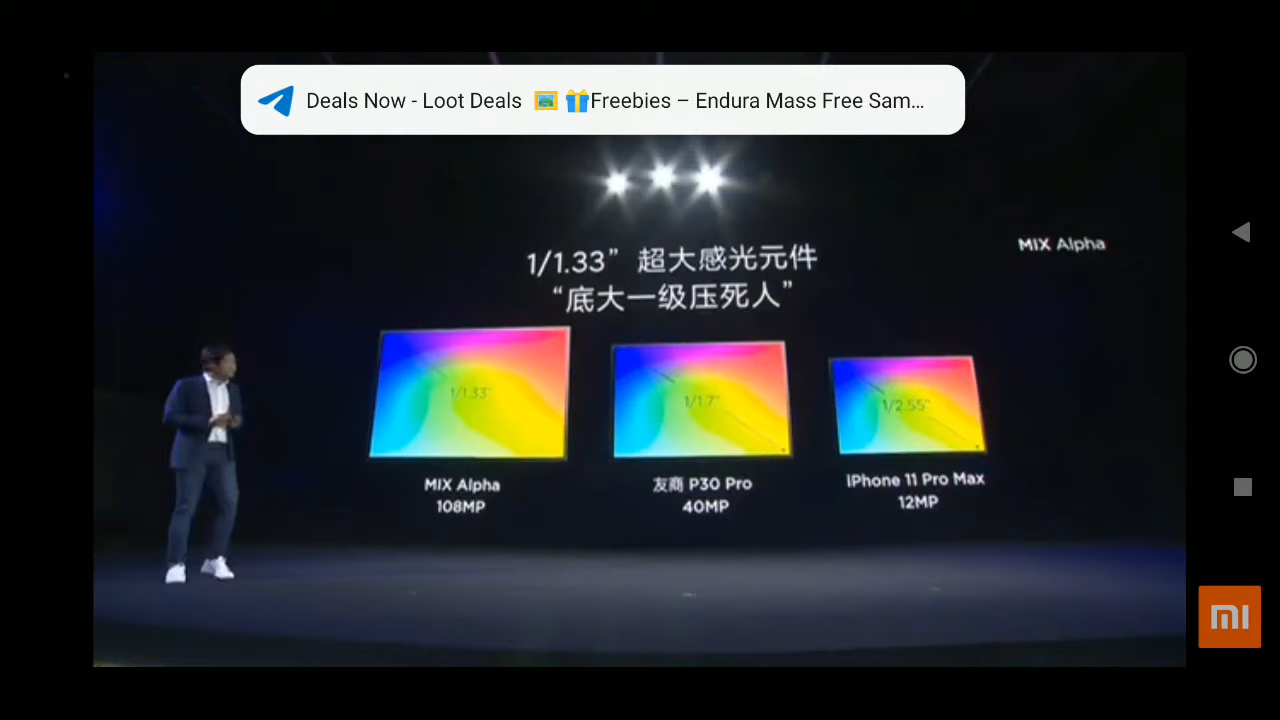 Deals Now - Loot Deals 🖼️ 🎁Freebies – Endura Mass Free Sam…
1/1.33” 超大感光元件
“底大一级压死人”
MIX Alpha
1/1.33”
1/1.7”
1/2.55”
MIX Alpha
108MP
友商 P30 Pro
40MP
iPhone 11 Pro Max
12MP
mi